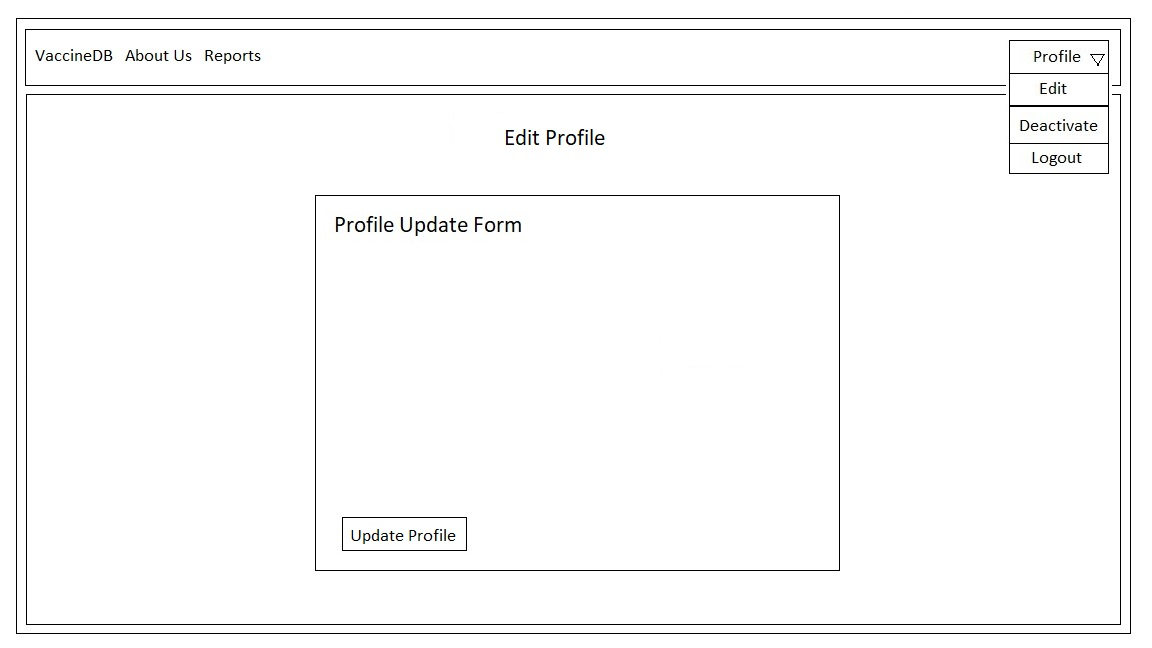 VaccineDB About Us Reports
Profile
Edit
Deactivate
Logout
Edit Profile
Profile Update Form
Update Profile